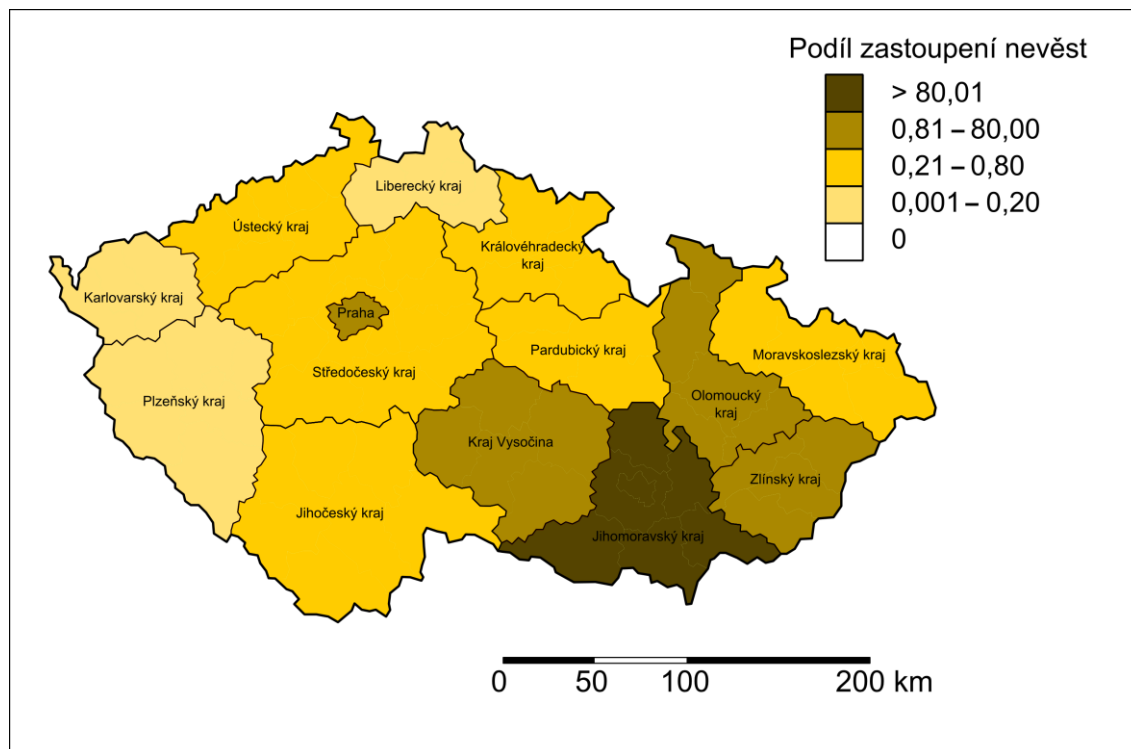 Podíl zastoupení nevěst
> 80,01
0,81 – 80,00
0,21 – 0,80
0,001 – 0,20
0
Liberecký kraj
Ústecký kraj
Královéhradecký
kraj
Karlovarský kraj
Praha
Pardubický kraj
Moravskoslezský kraj
Středočeský kraj
Plzeňský kraj
Olomoucký
kraj
Kraj Vysočina
Zlínský kraj
Jihočeský kraj
Jihomoravský kraj
0 50 100 200 km